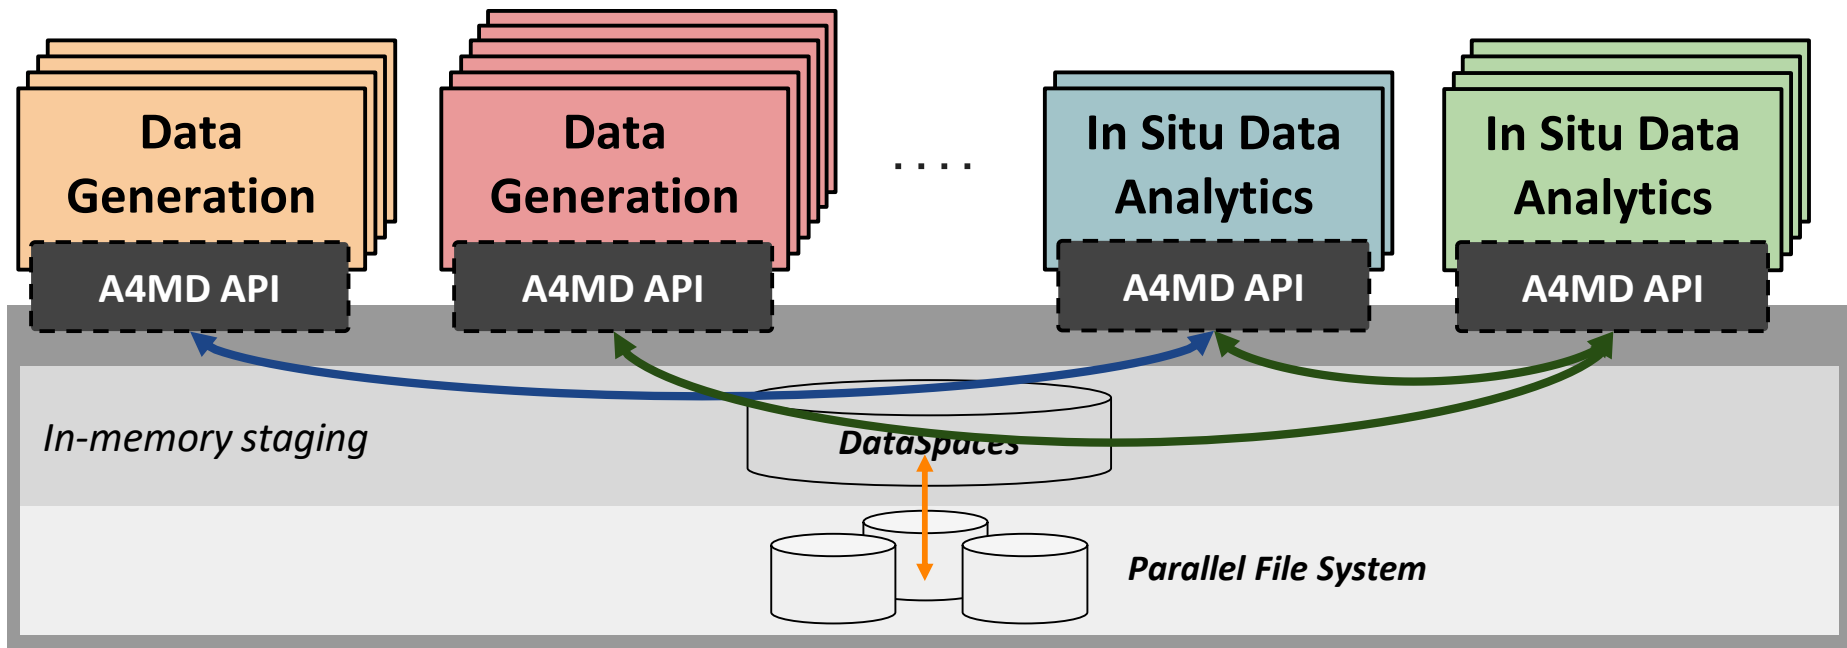 Data
Generation
A4MD API
Data
Generation
A4MD API
. . . .
In Situ Data
Analytics
A4MD API
In Situ Data
Analytics
A4MD API
In-memory staging
DataSpaces
Parallel File System